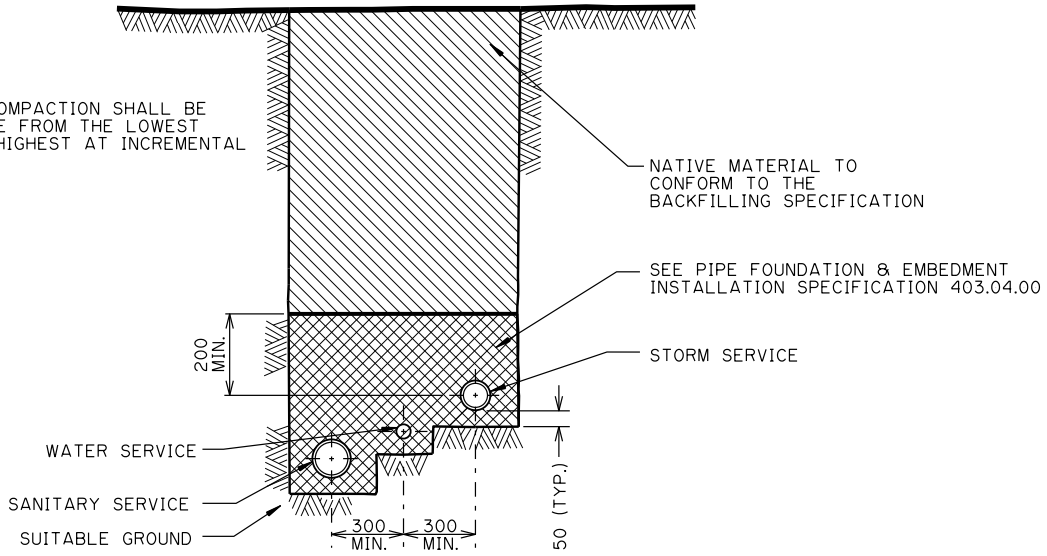 OMPACTION SHALL BE
E FROM THE LOWEST
HIGHEST AT INCREMENTAL
NATIVE MATERIAL TO
CONFORM TO THE
BACKFILLING SPECIFICATION
SEE PIPE FOUNDATION & EMBEDMENT
INSTALLATION SPECIFICATION 403.04.00
200
MIN.
STORM SERVICE
WATER SERVICE
SANITARY SERVICE
SUITABLE GROUND
300
MIN.
300
MIN.
50 (TYP.)